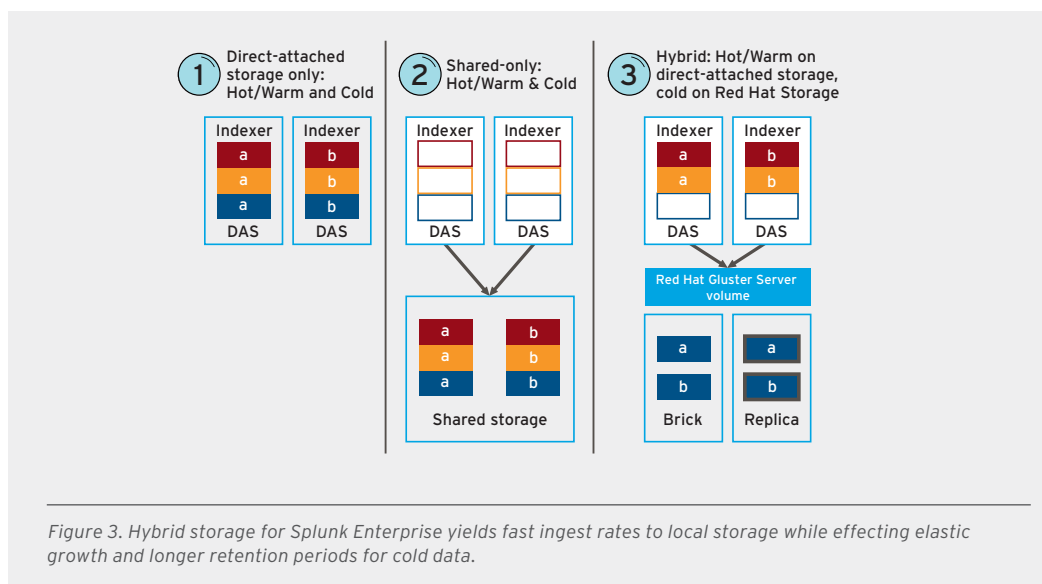 1
Direct-attached
storage only:
Hot/Warm and Cold
Indexer
a
a
a
DAS
Indexer
b
b
b
DAS
2
Shared-only:
Hot/Warm & Cold
Indexer
DAS
Indexer
DAS
a
a
a
b
b
b
Shared storage
3
Hybrid: Hot/Warm on
direct-attached storage,
cold on Red Hat Storage
Indexer
a
a
DAS
Indexer
b
b
DAS
Red Hat Gluster Server
volume
a
b
Brick
a
b
Replica
Figure 3. Hybrid storage for Splunk Enterprise yields fast ingest rates to local storage while effecting elastic
growth and longer retention periods for cold data.